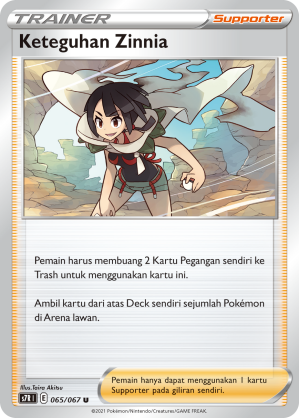 TRAINER Supporter
Keteguhan Zinnia
Pemain harus membuang 2 Kartu Pegangan sendiri ke
Trash untuk menggunakan kartu ini.
Ambil kartu dari atas Deck sendiri sejumlah Pokémon
di Arena lawan.
Illus.Taira Akitsu
Pemain hanya dapat menggunakan 1 kartu
Supporter pada giliran sendiri.
s7R I E 065/067 U
©2021 Pokémon/Nintendo/Creatures/GAME FREAK.